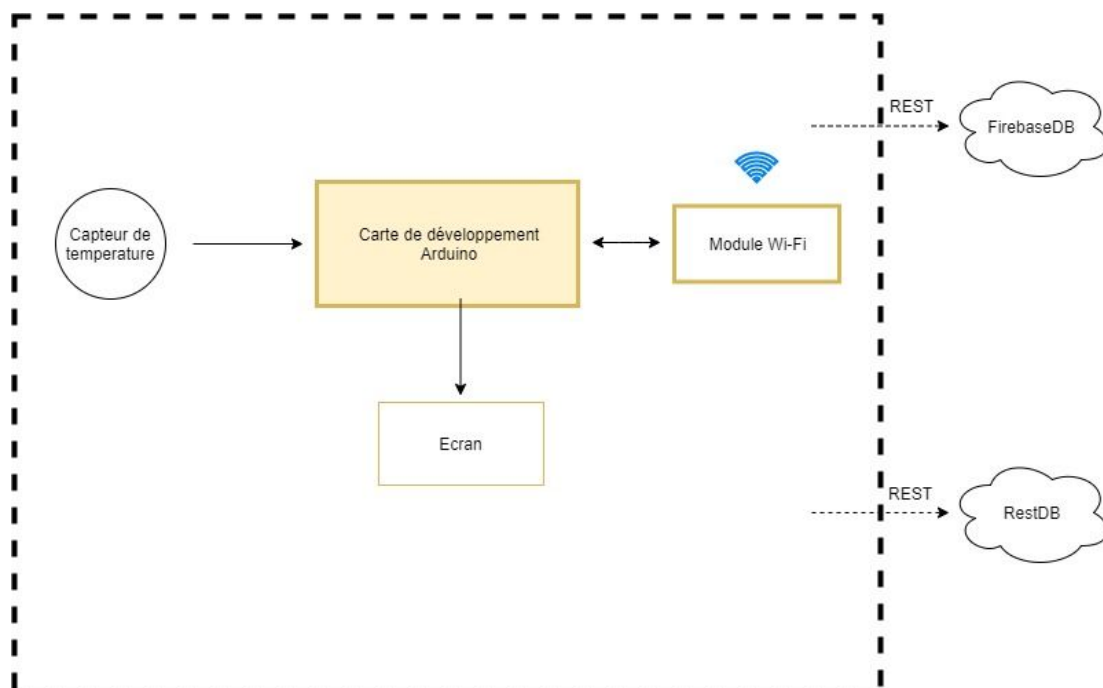 REST
FirebaseDB
Capteur de
temperature
Carte de développement
Arduino
Module Wi-Fi
Ecran
REST
RestDB